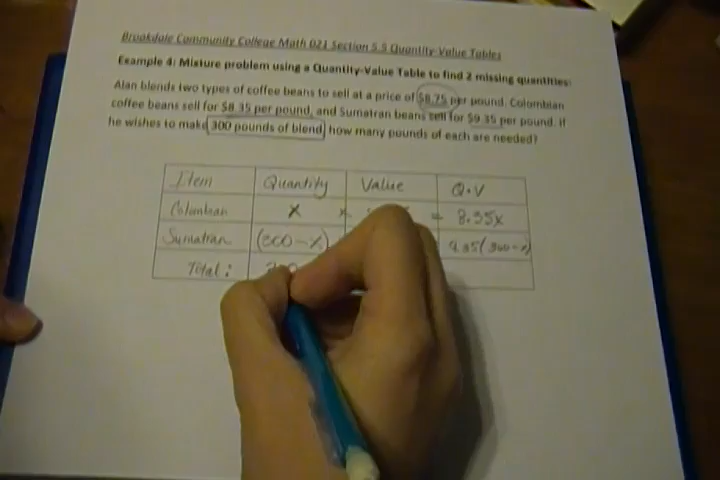 Brookdale Community College Math 021 Section 5.5 Quantity-Value Tables
Example 4: Mixture problem using a Quantity-Value Table to find 2 missing quantities:
Alan blends two types of coffee beans to sell at a price of $8.75 per pound. Colombian
coffee beans sell for $8.35 per pound, and Sumatran beans sell for $9.35 per pound. If
he wishes to make 300 pounds of blend, how many pounds of each are needed?
Item Quantity Value Q·V
Colombian x × = 8.35x
Sumatran (300-x) 9.35(300-x)
Total: